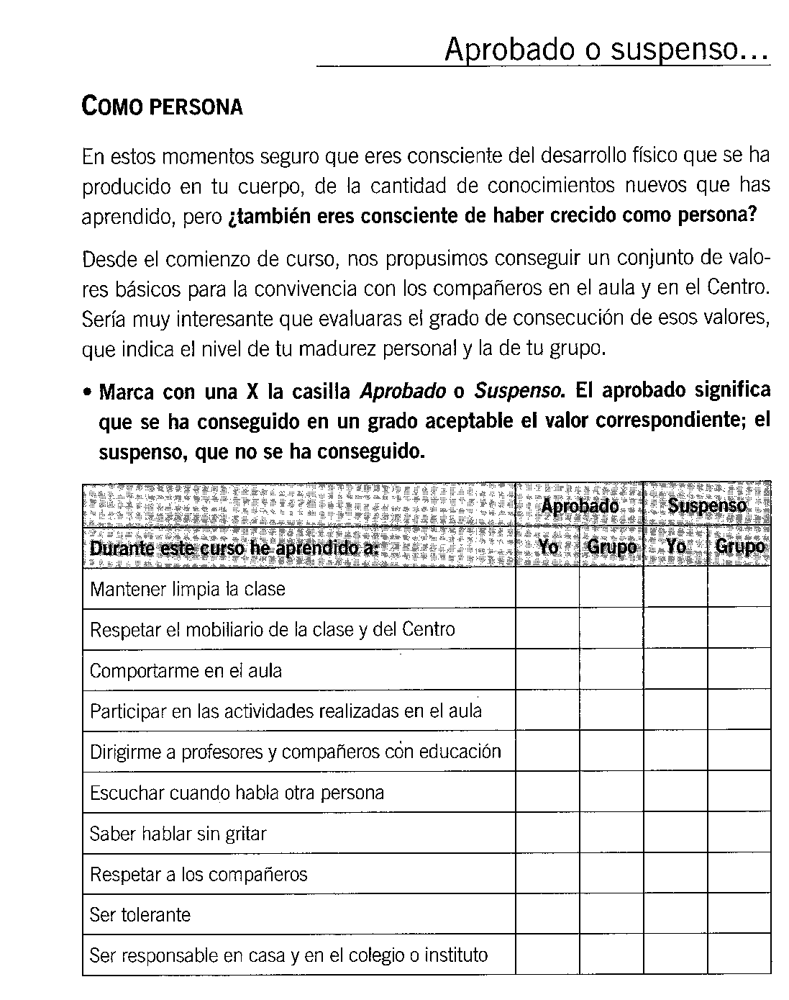 Aprobado o suspenso...
COMO PERSONA
En estos momentos seguro que eres consciente del desarrollo físico que se ha
producido en tu cuerpo, de la cantidad de conocimientos nuevos que has
aprendido, pero ¿también eres consciente de haber crecido como persona?
Desde el comienzo de curso, nos propusimos conseguir un conjunto de valo-
res básicos para la convivencia con los compañeros en el aula y en el Centro.
Sería muy interesante que evaluaras el grado de consecución de esos valores,
que indica el nivel de tu madurez personal y la de tu grupo.
• Marca con una X la casilla Aprobado o Suspenso. El aprobado significa
que se ha conseguido en un grado aceptable el valor correspondiente; el
suspenso, que no se ha conseguido.
Aprobado Suspenso
Durante este curso he aprendido a: Yo Grupo Yo Grupo
Mantener limpia la clase
Respetar el mobiliario de la clase y del Centro
Comportarme en el aula
Participar en las actividades realizadas en el aula
Dirigirme a profesores y compañeros con educación
Escuchar cuando habla otra persona
Saber hablar sin gritar
Respetar a los compañeros
Ser tolerante
Ser responsable en casa y en el colegio o instituto